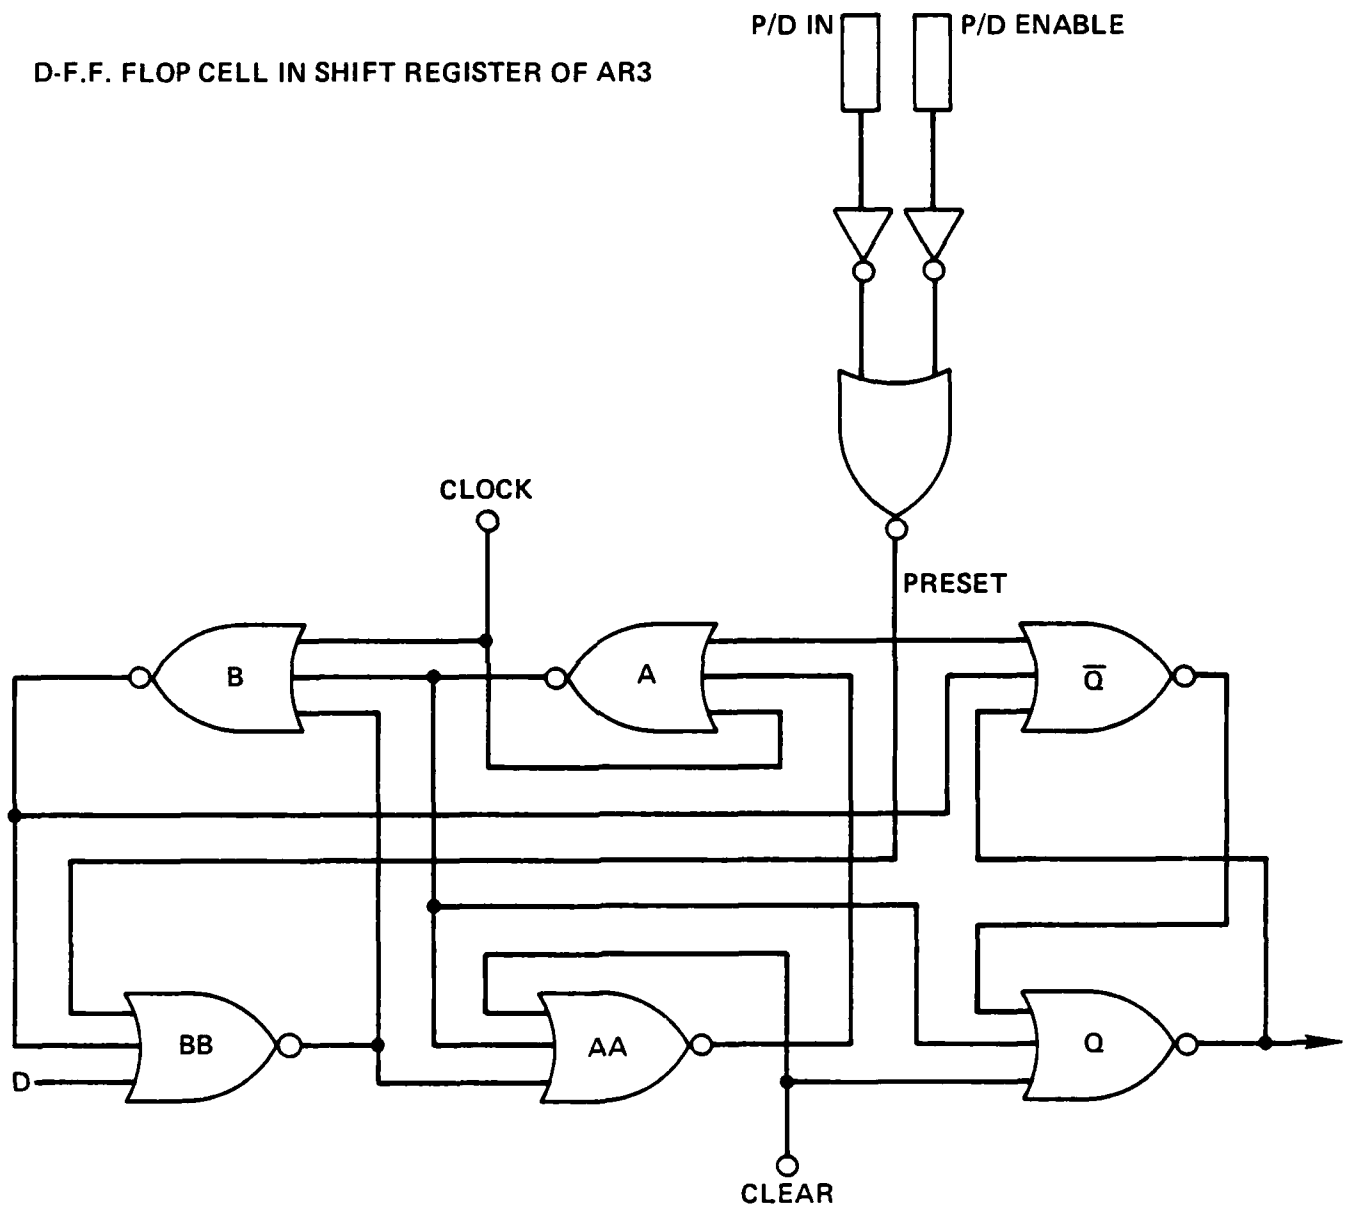 P/D IN
P/D ENABLE
D-F.F. FLOP CELL IN SHIFT REGISTER OF AR3
CLOCK
PRESET
B
A
Q̅
BB
AA
Q
D
CLEAR